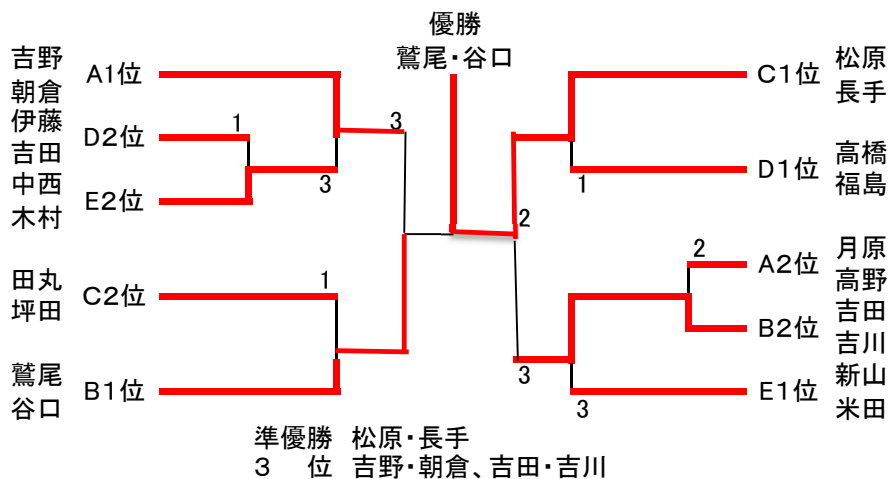 優勝
鷲尾・谷口
吉野
朝倉
A1位
伊藤
吉田
D2位
1
中西
木村
E2位
3
3
田丸
坪田
C2位
1
鷲尾
谷口
B1位
C1位
松原
長手
D1位
高橋
福島
1
2
A2位
月原
高野
2
B2位
吉田
吉川
E1位
新山
米田
3
3
準優勝 松原・長手
3 位 吉野・朝倉、吉田・吉川